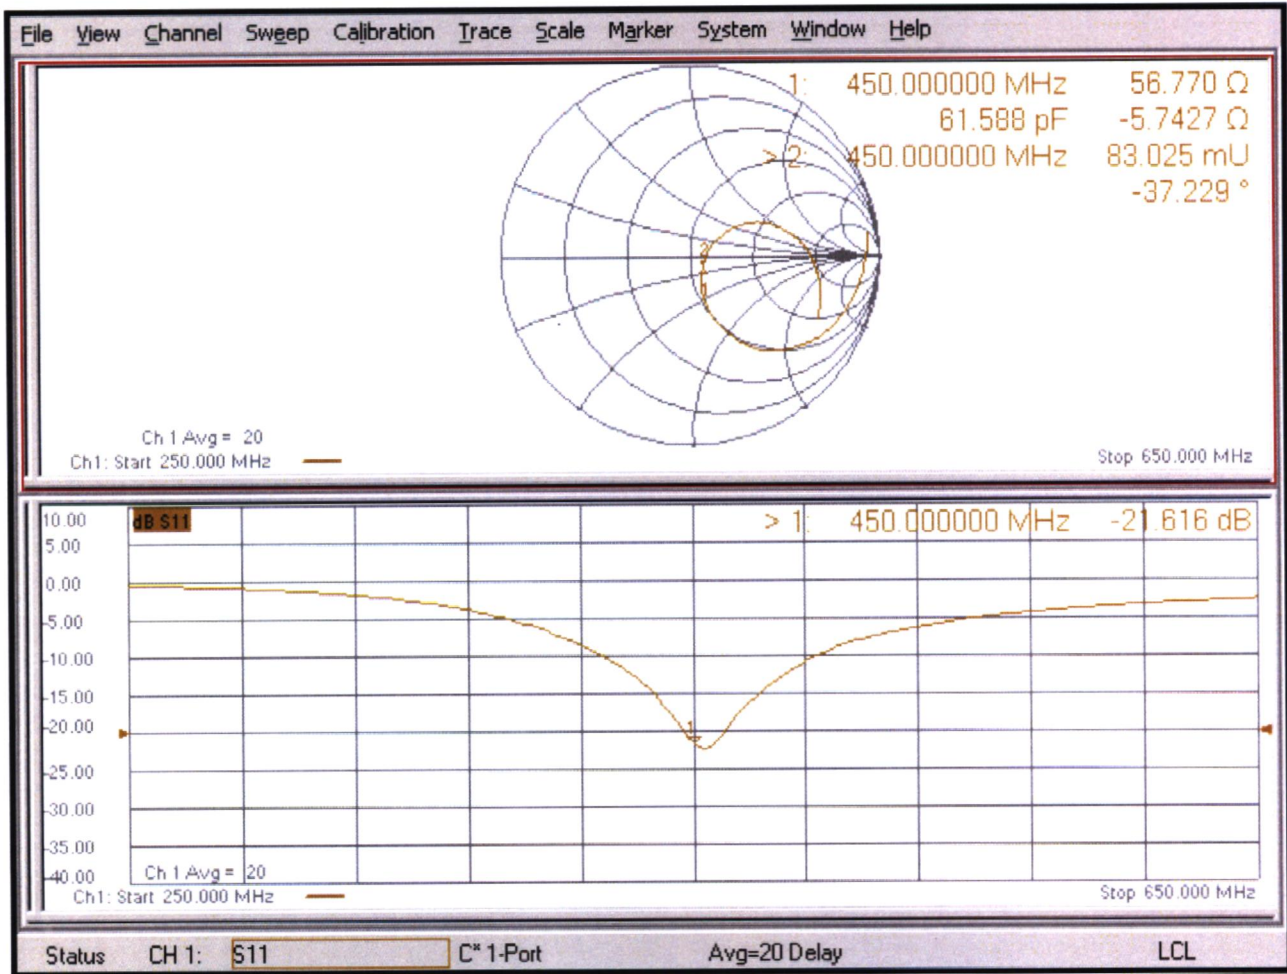 File View Channel Sweep Calibration Trace Scale Marker System Window Help
1: 450.000000 MHz 56.770 Ω
61.588 pF -5.7427 Ω
> 2: 450.000000 MHz 83.025 mU
-37.229 °
2
1
Ch 1 Avg = 20
Ch1: Start 250.000 MHz Stop 650.000 MHz
10.00 dB S11 > 1: 450.000000 MHz -21.616 dB
5.00
0.00
-5.00
-10.00
-15.00
-20.00 1
-25.00
-30.00
-35.00
-40.00 Ch 1 Avg = 20
Ch1: Start 250.000 MHz Stop 650.000 MHz
Status CH 1: S11 C* 1-Port Avg=20 Delay LCL